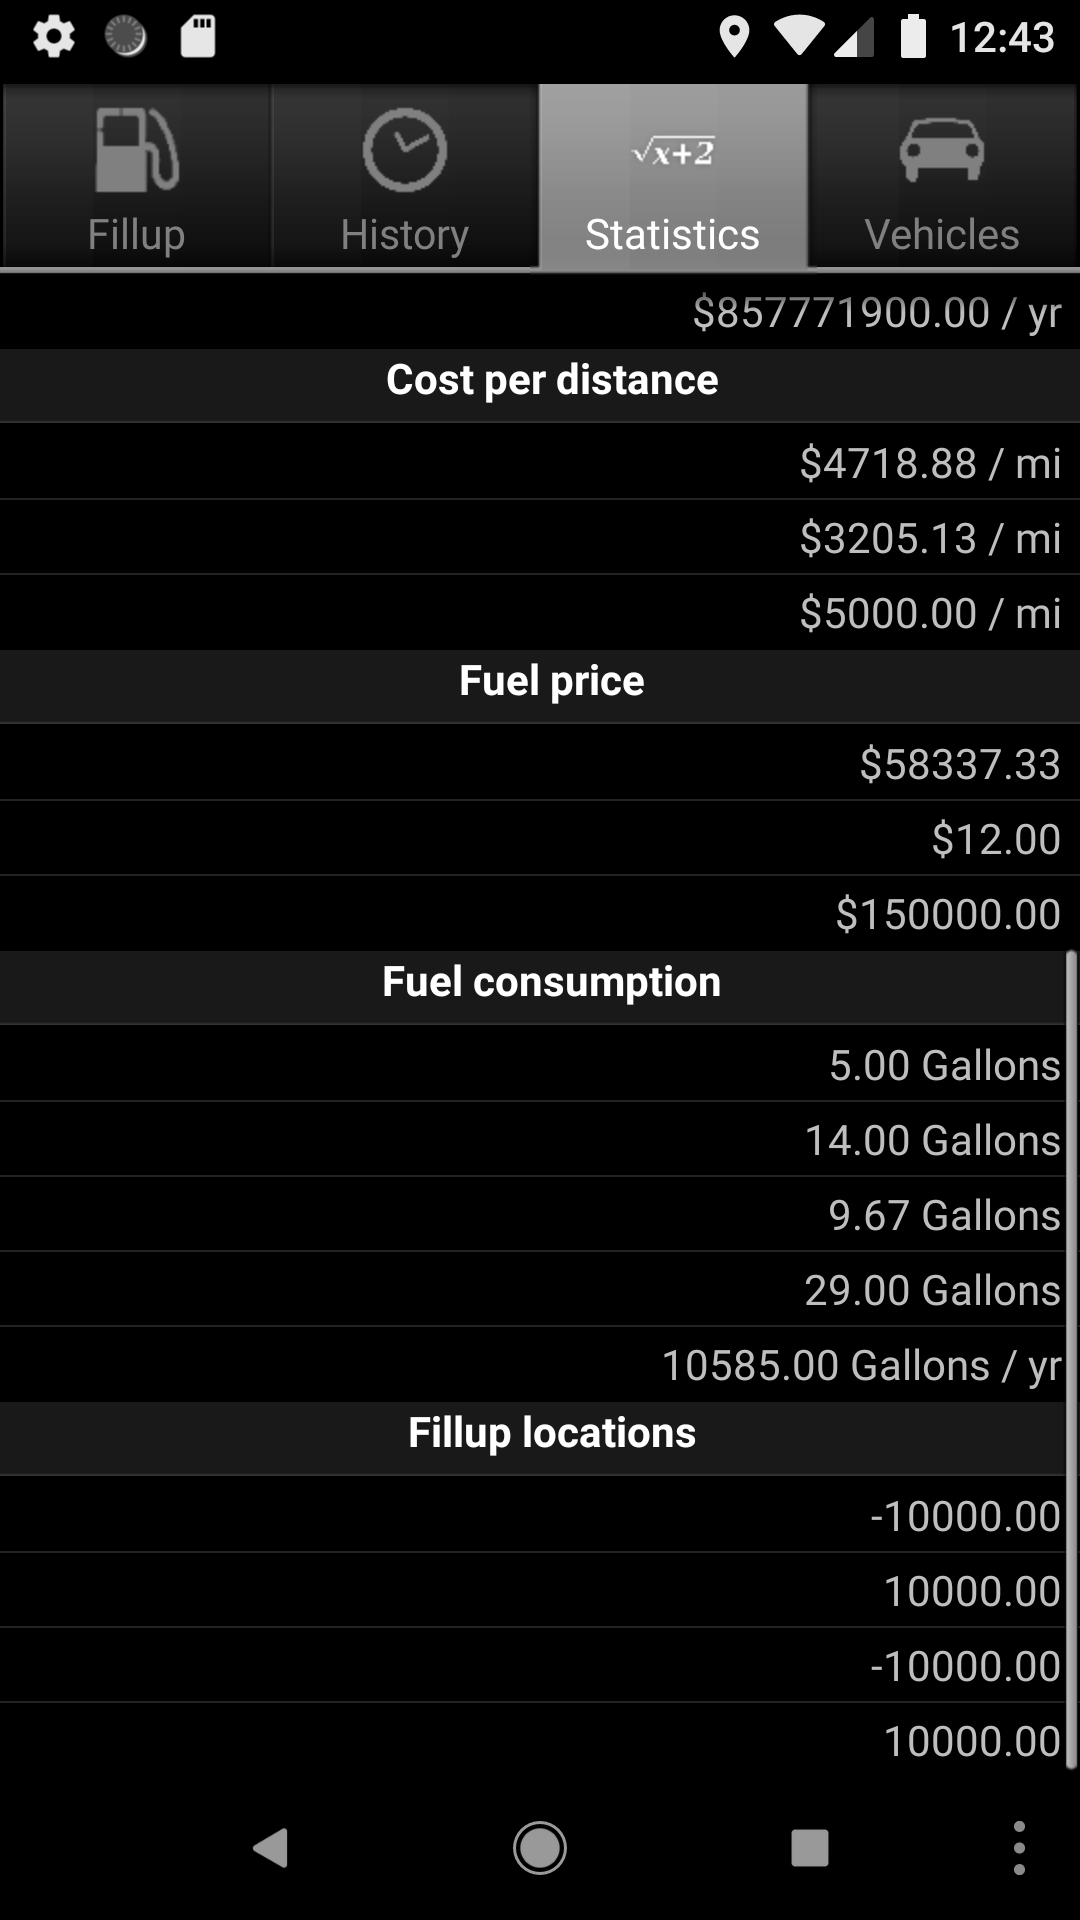 12:43
Fillup
History
√x+2
Statistics
Vehicles
$857771900.00 / yr
Cost per distance
$4718.88 / mi
$3205.13 / mi
$5000.00 / mi
Fuel price
$58337.33
$12.00
$150000.00
Fuel consumption
5.00 Gallons
14.00 Gallons
9.67 Gallons
29.00 Gallons
10585.00 Gallons / yr
Fillup locations
-10000.00
10000.00
-10000.00
10000.00